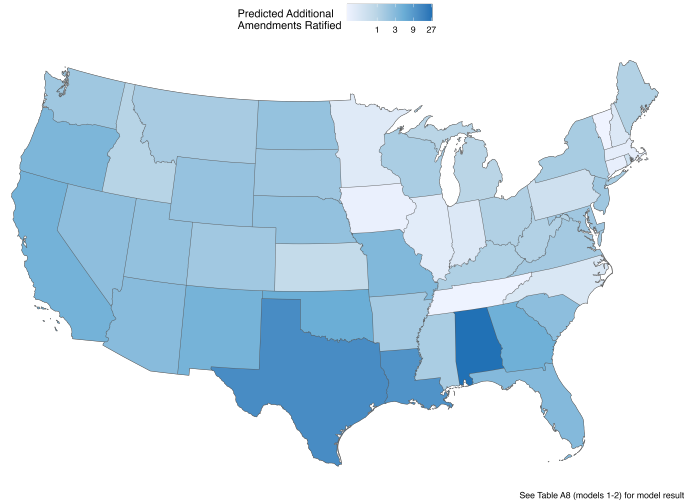 Predicted Additional
Amendments Ratified
1 3 9 27
See Table A8 (models 1-2) for model result